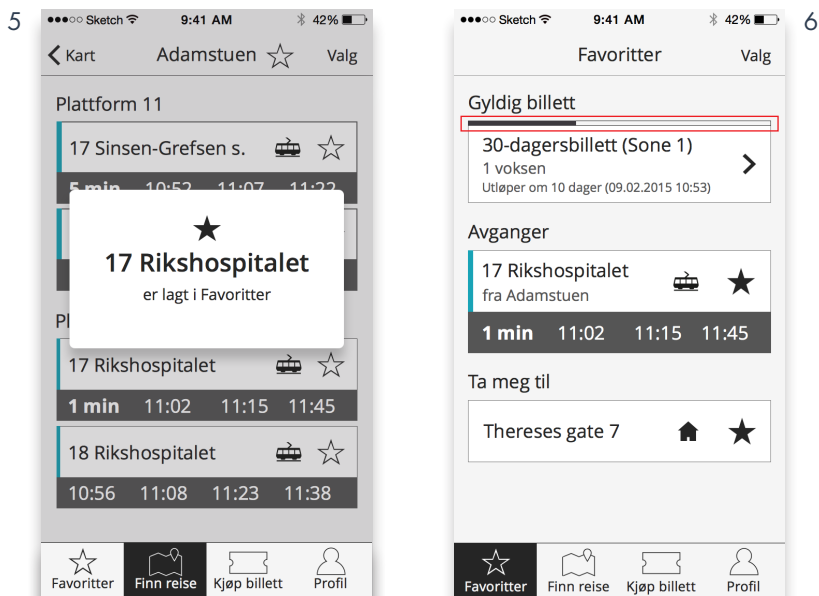 5
Sketch 9:41 AM 42%
Kart Adamstuen Valg
Plattform 11
17 Sinsen-Grefsen s.
5 min 10:52 11:07 11:22
17 Rikshospitalet
er lagt i Favoritter
Pl
17 Rikshospitalet
1 min 11:02 11:15 11:45
18 Rikshospitalet
10:56 11:08 11:23 11:38
Favoritter Finn reise Kjøp billett Profil
6
Sketch 9:41 AM 42%
Favoritter Valg
Gyldig billett
30-dagersbillett (Sone 1)
1 voksen
Utløper om 10 dager (09.02.2015 10:53)
Avganger
17 Rikshospitalet
fra Adamstuen
1 min 11:02 11:15 11:45
Ta meg til
Thereses gate 7
Favoritter Finn reise Kjøp billett Profil